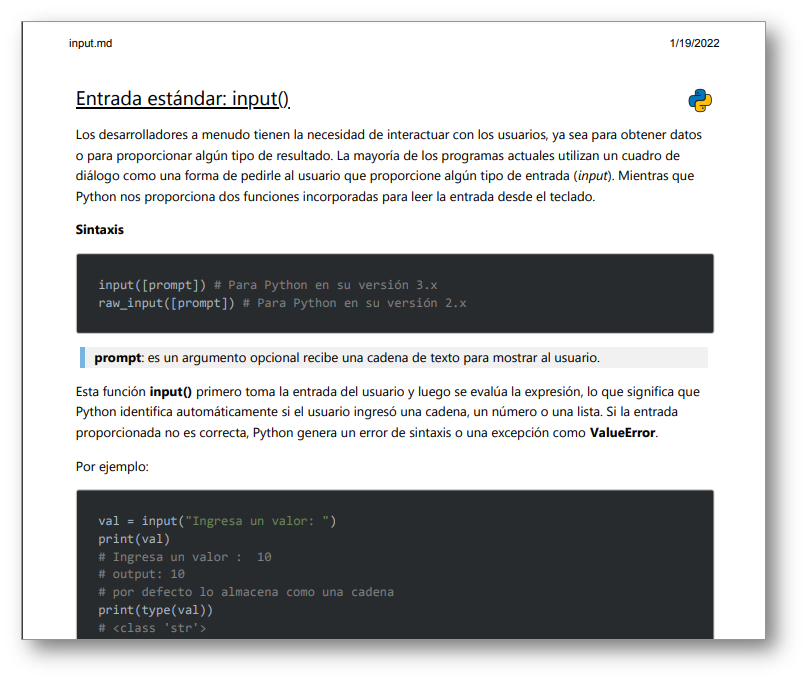 input.md 1/19/2022
Entrada estándar: input()
Los desarrolladores a menudo tienen la necesidad de interactuar con los usuarios, ya sea para obtener datos
o para proporcionar algún tipo de resultado. La mayoría de los programas actuales utilizan un cuadro de
diálogo como una forma de pedirle al usuario que proporcione algún tipo de entrada (input). Mientras que
Python nos proporciona dos funciones incorporadas para leer la entrada desde el teclado.
Sintaxis
input([prompt]) # Para Python en su versión 3.x
raw_input([prompt]) # Para Python en su versión 2.x
prompt: es un argumento opcional recibe una cadena de texto para mostrar al usuario.
Esta función input() primero toma la entrada del usuario y luego se evalúa la expresión, lo que significa que
Python identifica automáticamente si el usuario ingresó una cadena, un número o una lista. Si la entrada
proporcionada no es correcta, Python genera un error de sintaxis o una excepción como ValueError.
Por ejemplo:
val = input("Ingresa un valor: ")
print(val)
# Ingresa un valor :  10
# output: 10
# por defecto lo almacena como una cadena
print(type(val))
# <class 'str'>